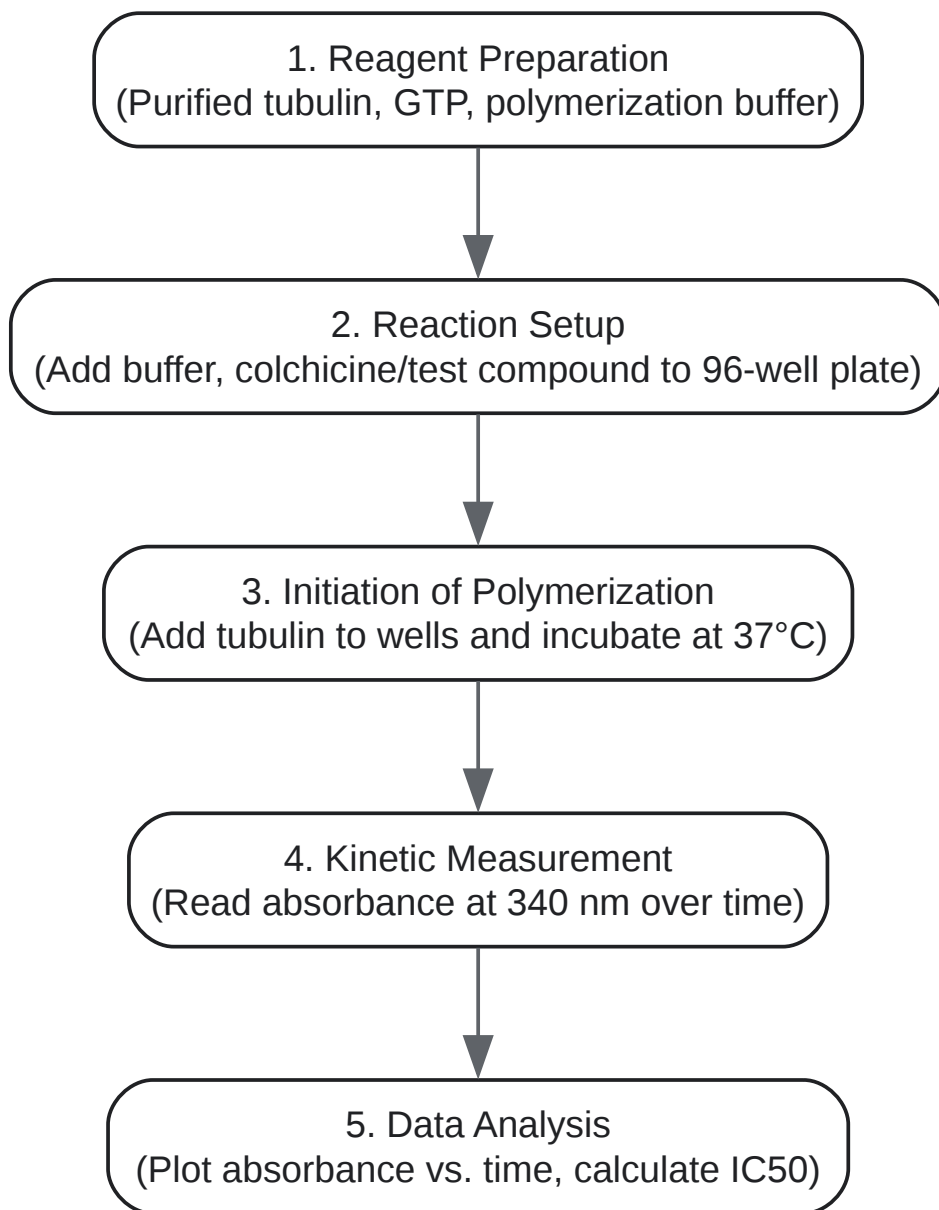 1. Reagent Preparation
(Purified tubulin, GTP, polymerization buffer)
2. Reaction Setup
(Add buffer, colchicine/test compound to 96-well plate)
3. Initiation of Polymerization
(Add tubulin to wells and incubate at 37°C)
4. Kinetic Measurement
(Read absorbance at 340 nm over time)
5. Data Analysis
(Plot absorbance vs. time, calculate IC50)